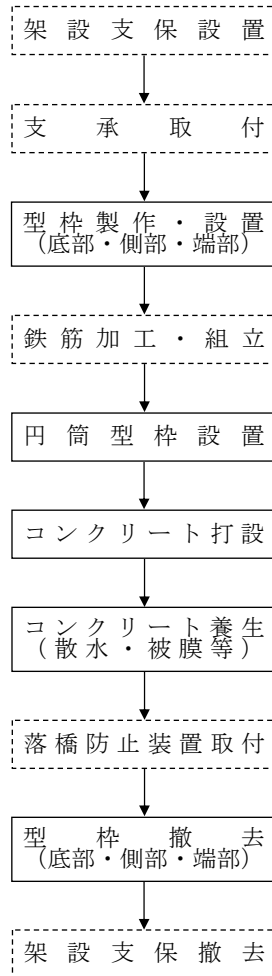 架設支保設置
支承取付
型枠製作・設置
(底部・側部・端部)
鉄筋加工・組立
円筒型枠設置
コンクリート打設
コンクリート養生
(散水・被膜等)
落橋防止装置取付
型枠撤去
(底部・側部・端部)
架設支保撤去